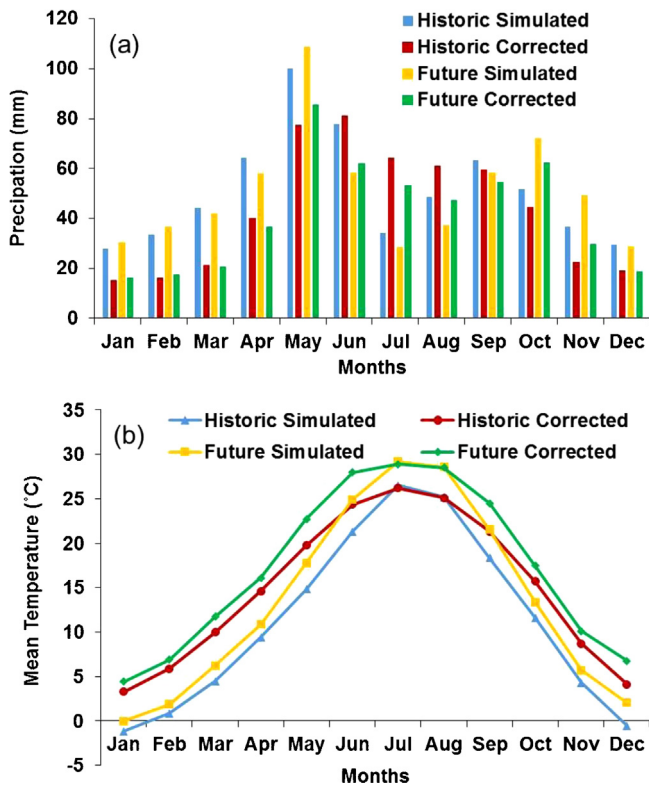 (a)
Historic Simulated
Historic Corrected
Future Simulated
Future Corrected
Precipation (mm)
120
100
80
60
40
20
0
Jan Feb Mar Apr May Jun Jul Aug Sep Oct Nov Dec
Months
(b)
Historic Simulated Historic Corrected
Future Simulated Future Corrected
Mean Temperature (°C)
35
30
25
20
15
10
5
0
-5
Jan Feb Mar Apr May Jun Jul Aug Sep Oct Nov Dec
Months